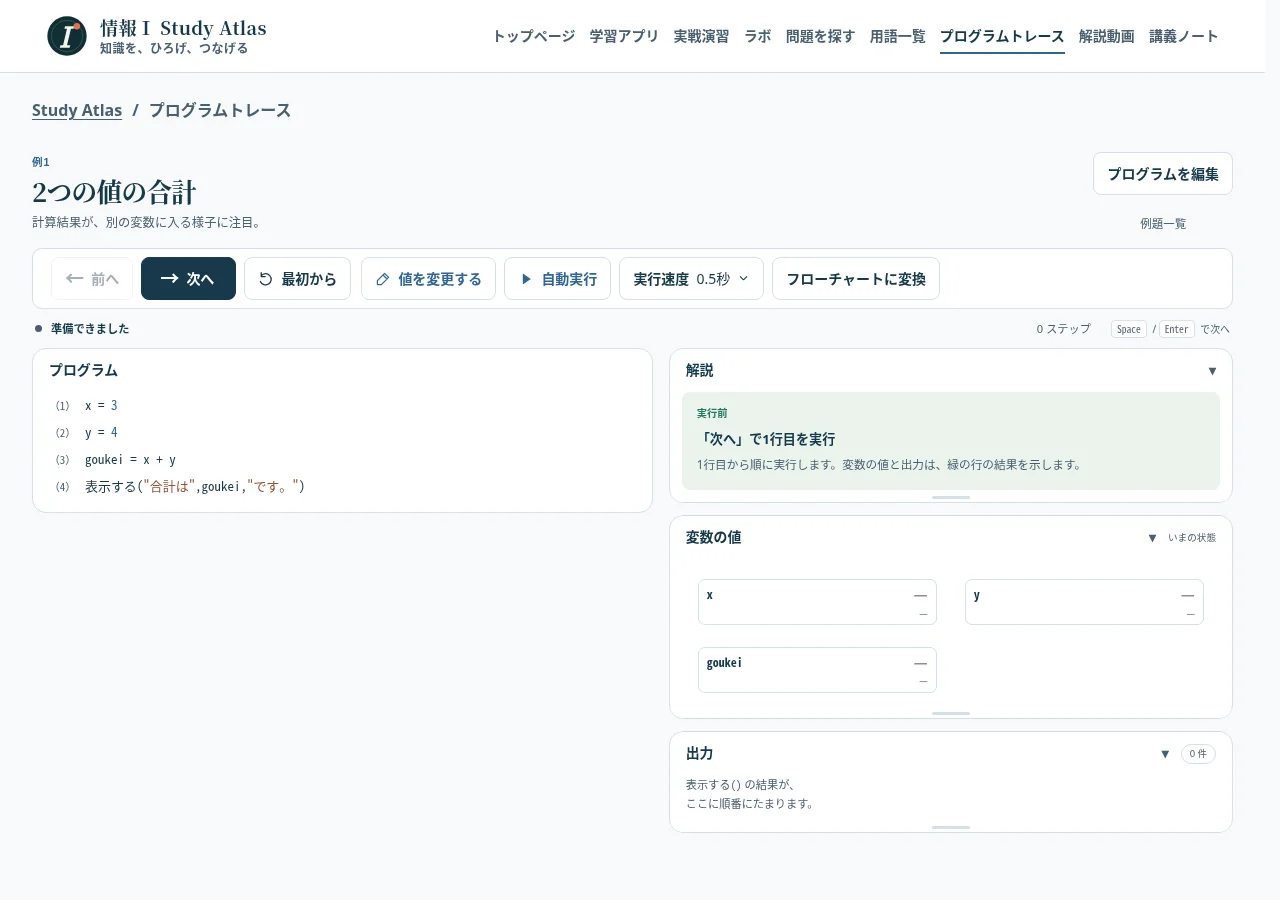 情報 I Study Atlas
知識を、ひろげ、つなげる
トップページ 学習アプリ 実戦演習 ラボ 問題を探す 用語一覧 プログラムトレース 解説動画 講義ノート
Study Atlas / プログラムトレース
例1
2つの値の合計
計算結果が、別の変数に入る様子に注目。
プログラムを編集
例題一覧
← 前へ → 次へ 最初から 値を変更する 自動実行 実行速度 0.5秒 フローチャートに変換
準備できました
0 ステップ Space / Enter で次へ
プログラム
(1) x = 3
(2) y = 4
(3) goukei = x + y
(4) 表示する("合計は",goukei,"です。")
解説 ▼
実行前
「次へ」で1行目を実行
1行目から順に実行します。変数の値と出力は、緑の行の結果を示します。
変数の値 ▼ いまの状態
x —
—
y —
—
goukei —
—
出力 ▼ 0 件
表示する() の結果が、
ここに順番にたまります。